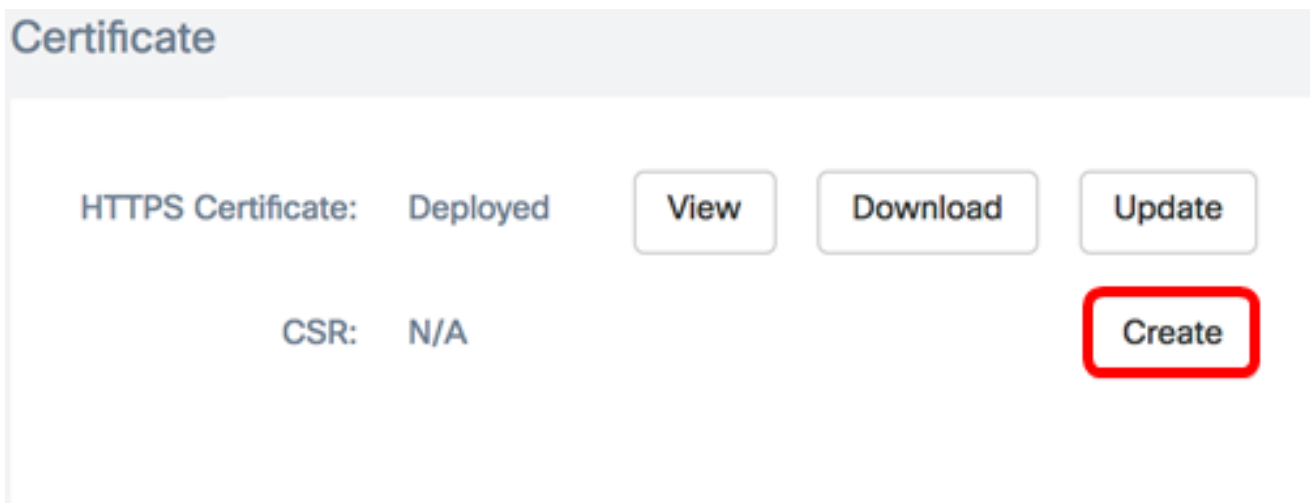 Certificate
HTTPS Certificate: Deployed View Download Update
CSR: N/A Create